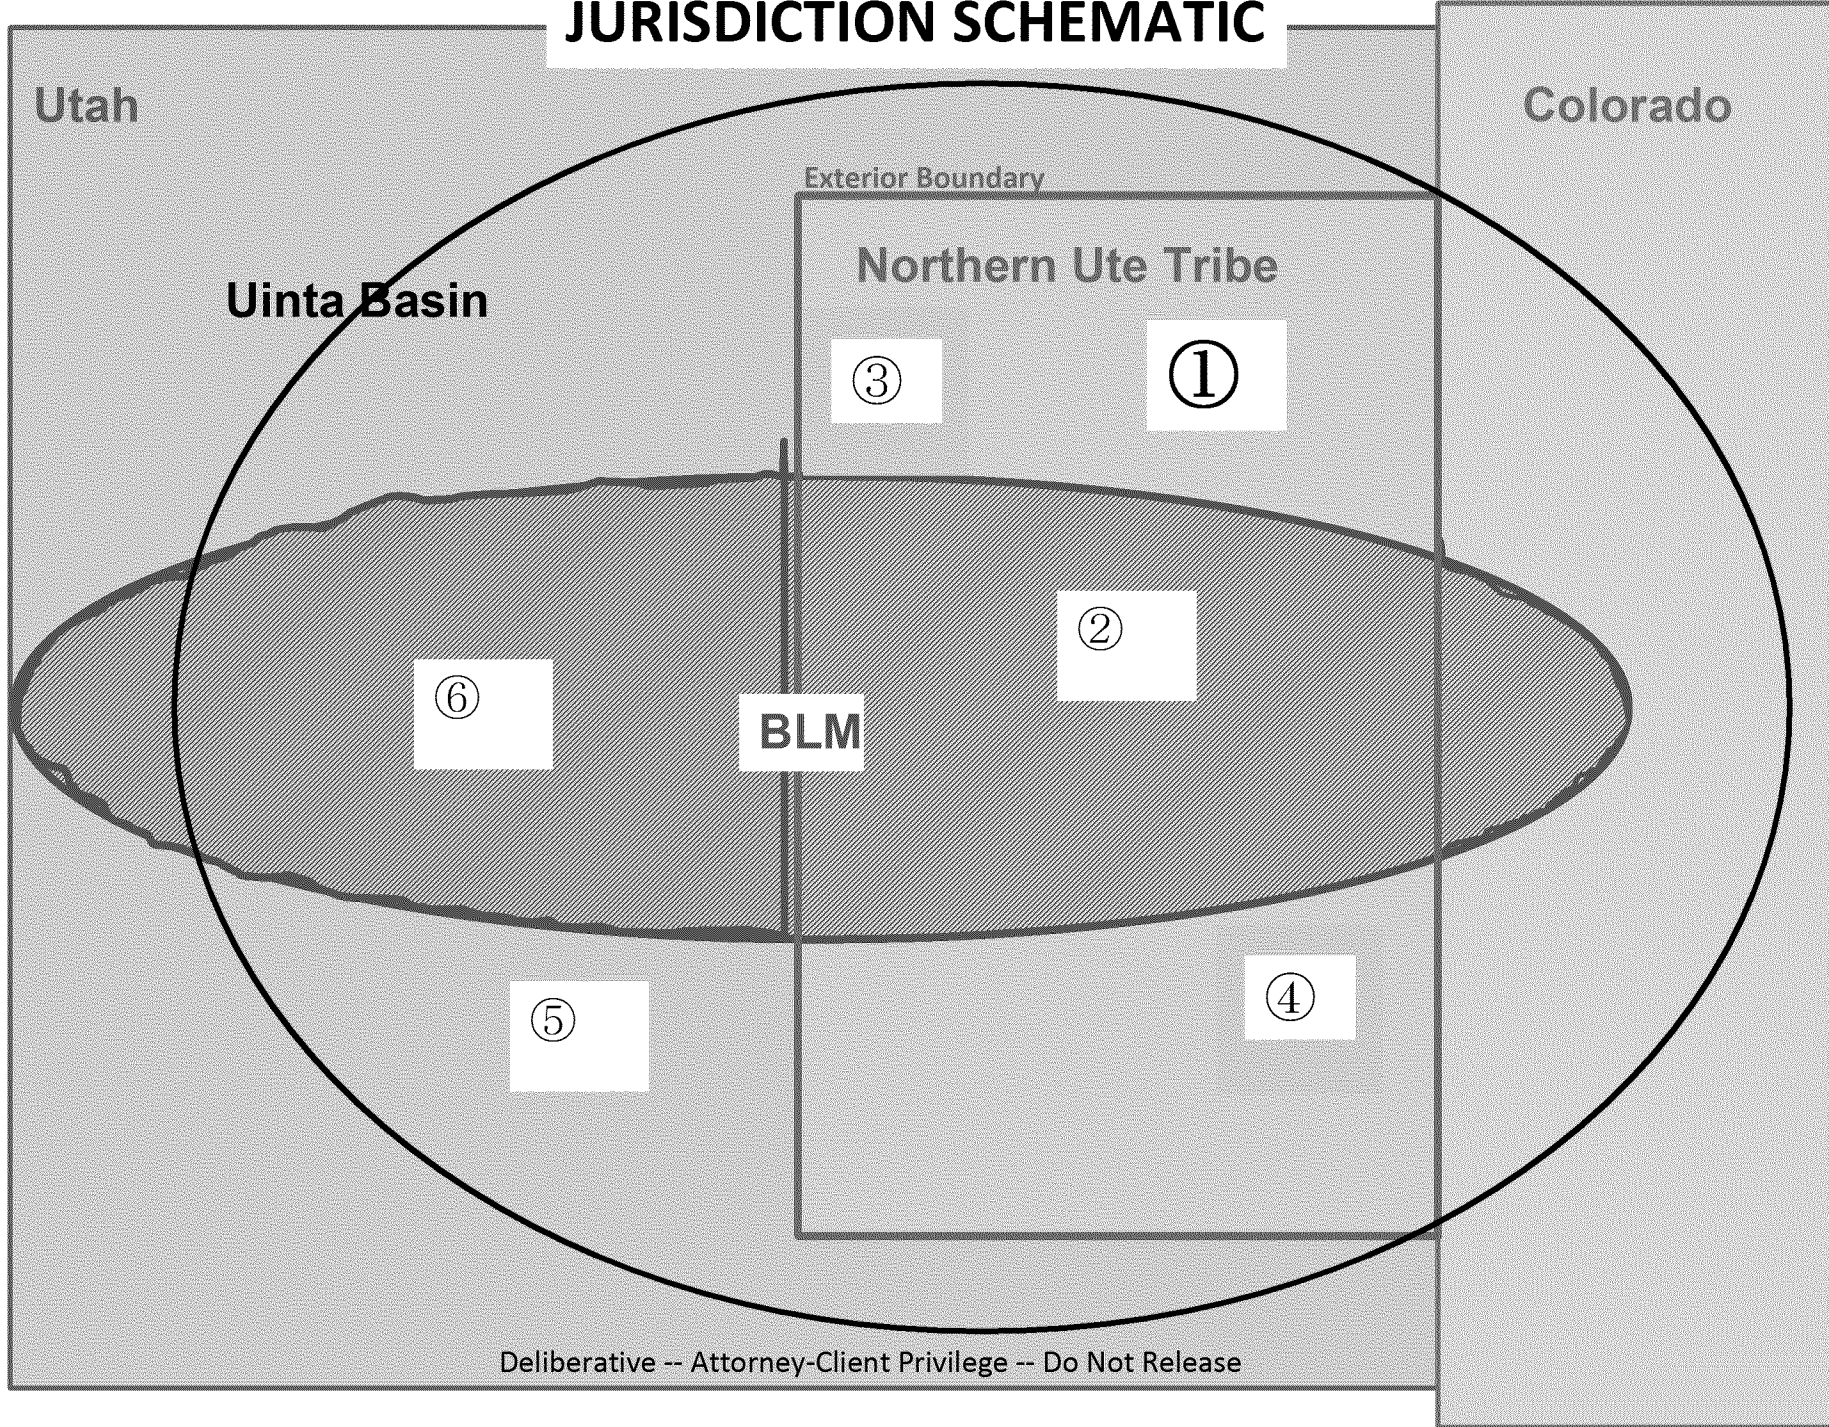 JURISDICTION SCHEMATIC
Utah
Colorado
Exterior Boundary
Northern Ute Tribe
Uinta Basin
③
①
②
⑥
BLM
④
⑤
Deliberative -- Attorney-Client Privilege -- Do Not Release